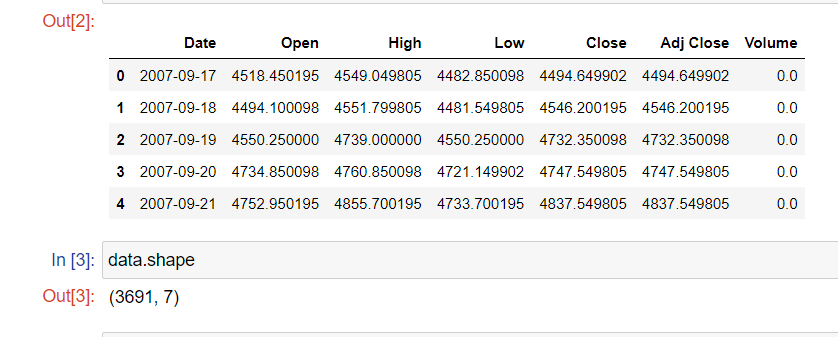 Out[2]:
Date Open High Low Close Adj Close Volume
0 2007-09-17 4518.450195 4549.049805 4482.850098 4494.649902 4494.649902 0.0
1 2007-09-18 4494.100098 4551.799805 4481.549805 4546.200195 4546.200195 0.0
2 2007-09-19 4550.250000 4739.000000 4550.250000 4732.350098 4732.350098 0.0
3 2007-09-20 4734.850098 4760.850098 4721.149902 4747.549805 4747.549805 0.0
4 2007-09-21 4752.950195 4855.700195 4733.700195 4837.549805 4837.549805 0.0
In [3]: data.shape
Out[3]: (3691, 7)